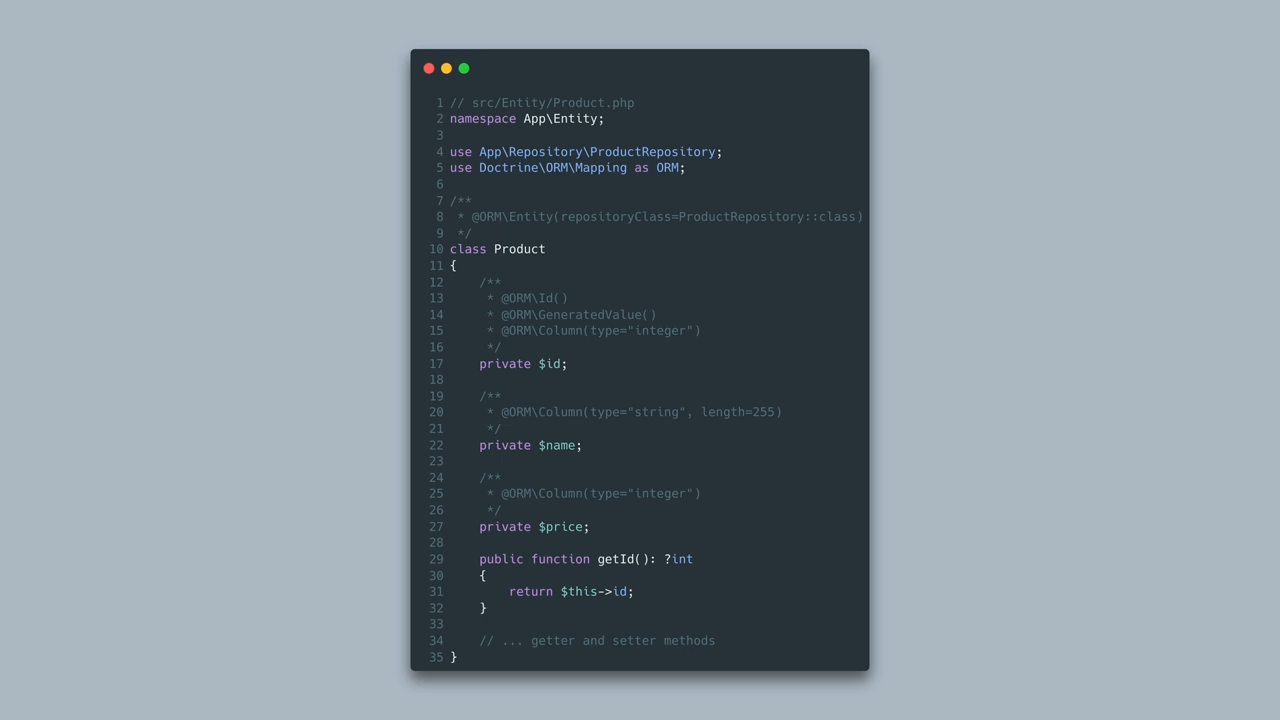 1 // src/Entity/Product.php
2 namespace App\Entity;
3
4 use App\Repository\ProductRepository;
5 use Doctrine\ORM\Mapping as ORM;
6
7 /**
8  * @ORM\Entity(repositoryClass=ProductRepository::class)
9  */
10 class Product
11 {
12     /**
13      * @ORM\Id()
14      * @ORM\GeneratedValue()
15      * @ORM\Column(type="integer")
16      */
17     private $id;
18
19     /**
20      * @ORM\Column(type="string", length=255)
21      */
22     private $name;
23
24     /**
25      * @ORM\Column(type="integer")
26      */
27     private $price;
28
29     public function getId(): ?int
30     {
31         return $this->id;
32     }
33
34     // ... getter and setter methods
35 }